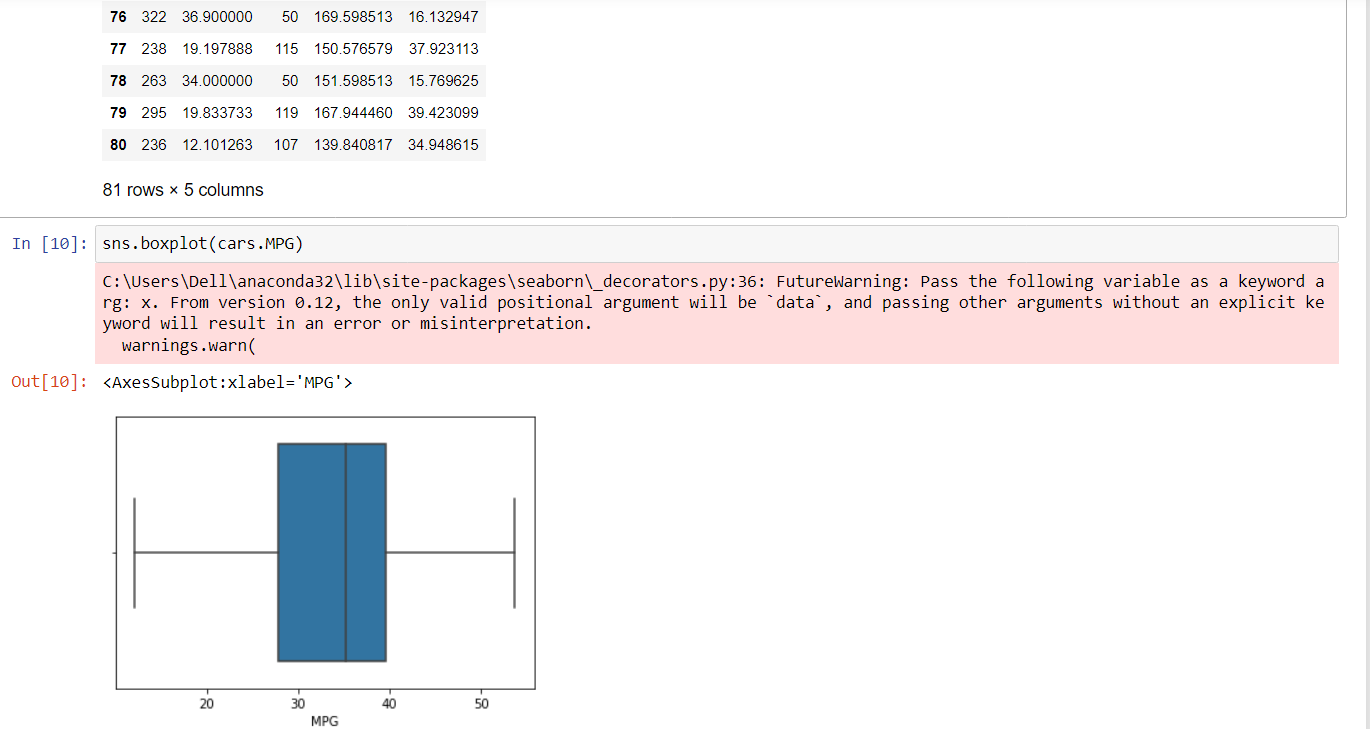 76 322 36.900000 50 169.598513 16.132947
77 238 19.197888 115 150.576579 37.923113
78 263 34.000000 50 151.598513 15.769625
79 295 19.833733 119 167.944460 39.423099
80 236 12.101263 107 139.840817 34.948615
81 rows × 5 columns
In [10]: sns.boxplot(cars.MPG)
C:\Users\Dell\anaconda32\lib\site-packages\seaborn\_decorators.py:36: FutureWarning: Pass the following variable as a keyword a
rg: x. From version 0.12, the only valid positional argument will be `data`, and passing other arguments without an explicit ke
yword will result in an error or misinterpretation.
  warnings.warn(
Out[10]: <AxesSubplot:xlabel='MPG'>
20 30 40 50
MPG